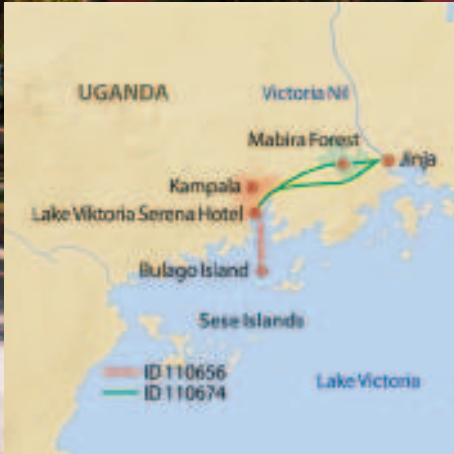 UGANDA
Victoria Nil
Mabira Forest
Jinja
Kampala
Lake Viktoria Serena Hotel
Bulago Island
Sese Islands
ID 110656
ID 110674
Lake Victoria